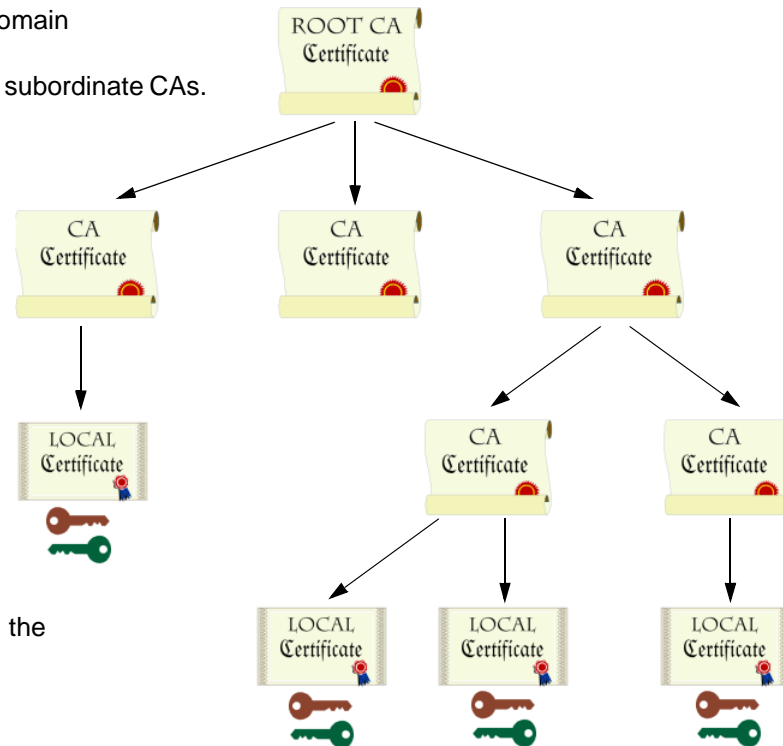 omain
ROOT CA
Certificate
subordinate CAs.
CA
Certificate
CA
Certificate
CA
Certificate
LOCAL
Certificate
CA
Certificate
CA
Certificate
the
LOCAL
Certificate
LOCAL
Certificate
LOCAL
Certificate